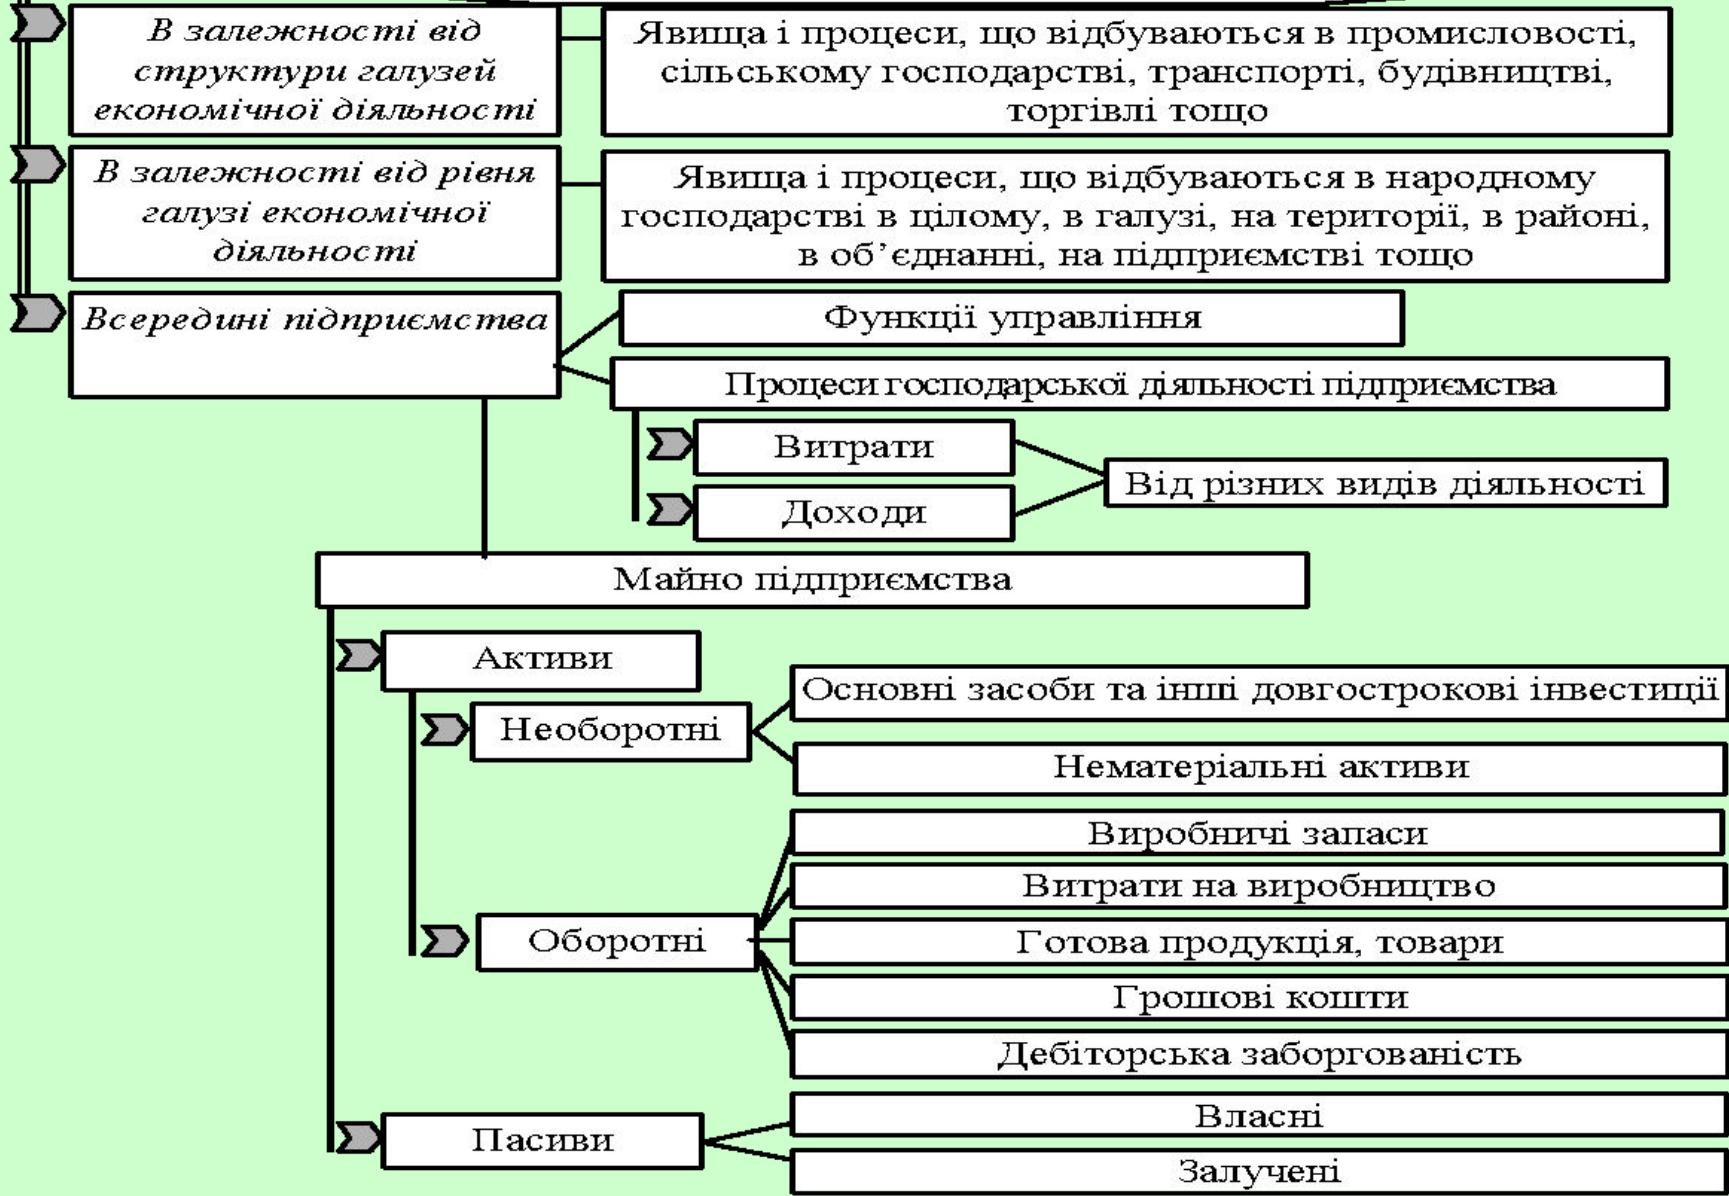 В залежності від
структури галузей
економічної діяльності
Явища і процеси, що відбуваються в промисловості,
сільському господарстві, транспорті, будівництві,
торгівлі тощо
В залежності від рівня
галузі економічної
діяльності
Явища і процеси, що відбуваються в народному
господарстві в цілому, в галузі, на території, в районі,
в об’єднанні, на підприємстві тощо
Всередині підприємства
Функції управління
Процеси господарської діяльності підприємства
Витрати
Доходи
Від різних видів діяльності
Майно підприємства
Активи
Необоротні
Основні засоби та інші довгострокові інвестиції
Нематеріальні активи
Оборотні
Виробничі запаси
Витрати на виробництво
Готова продукція, товари
Грошові кошти
Дебіторська заборгованість
Пасиви
Власні
Залучені